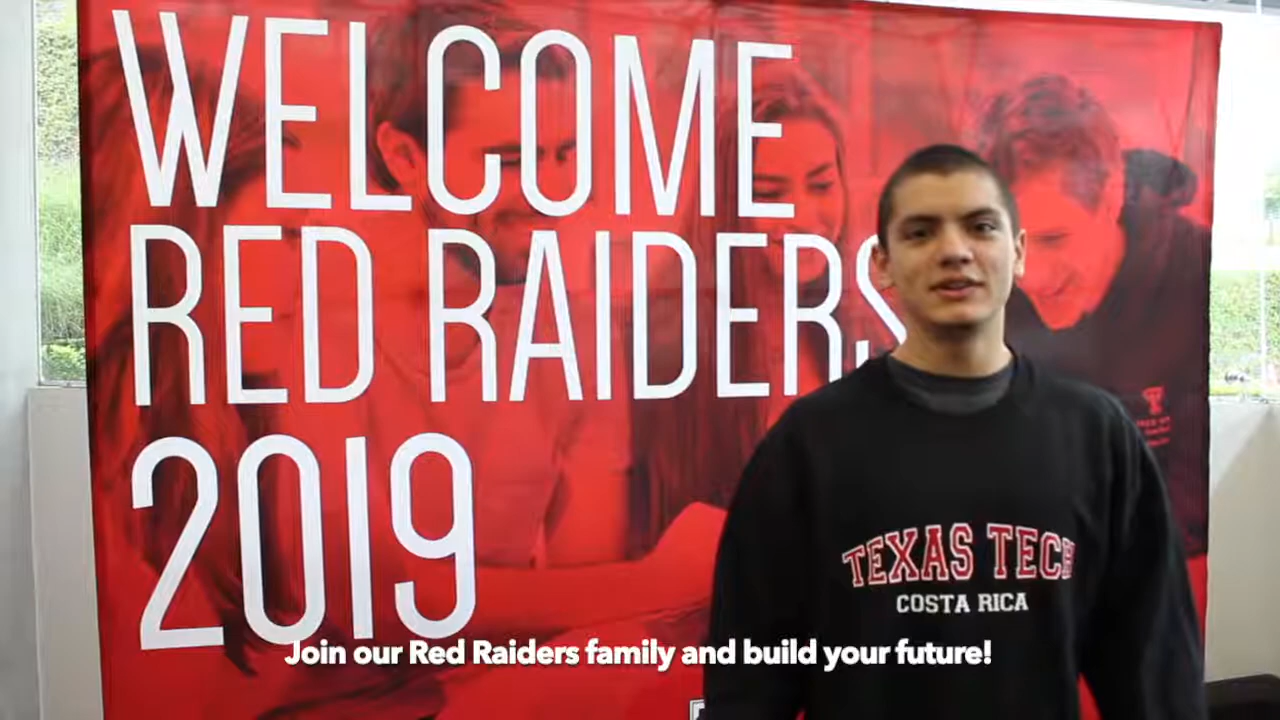 WELCOME
RED RAIDERS
2019
TEXAS TECH
COSTA RICA
Join our Red Raiders family and build your future!